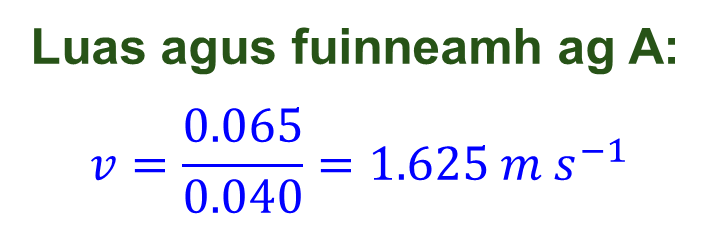 Luas agus fuinneamh ag A:
v = 0.065/0.040 = 1.625 m s⁻¹